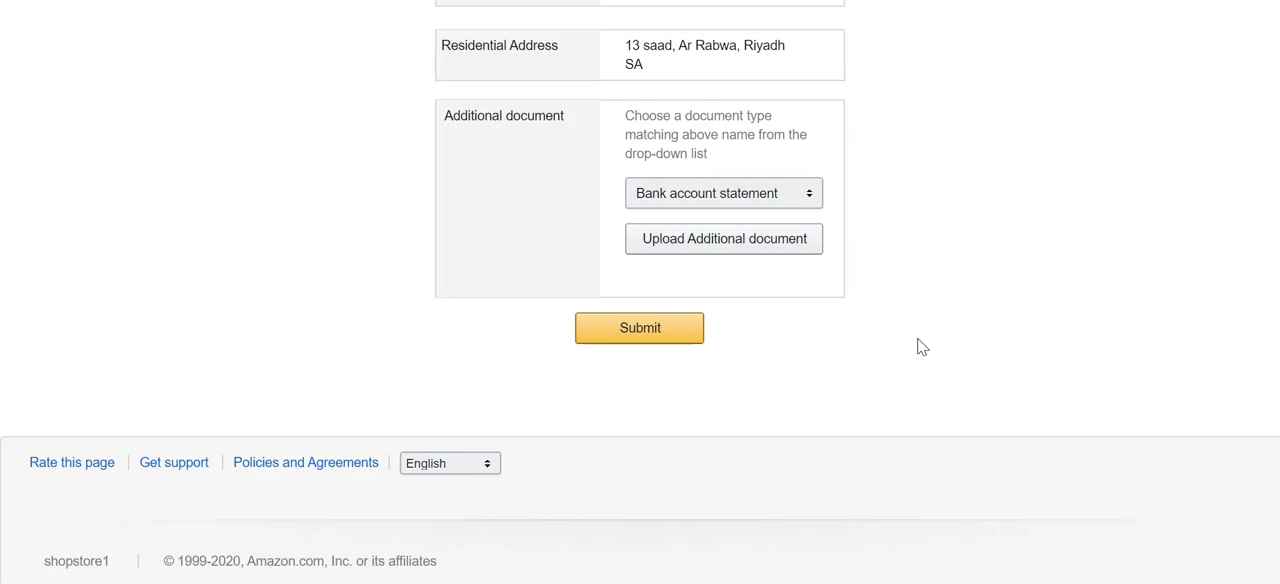 Residential Address
13 saad, Ar Rabwa, Riyadh
SA
Additional document
Choose a document type
matching above name from the
drop-down list
Bank account statement
Upload Additional document
Submit
Rate this page
Get support
Policies and Agreements
English
shopstore1
© 1999-2020, Amazon.com, Inc. or its affiliates